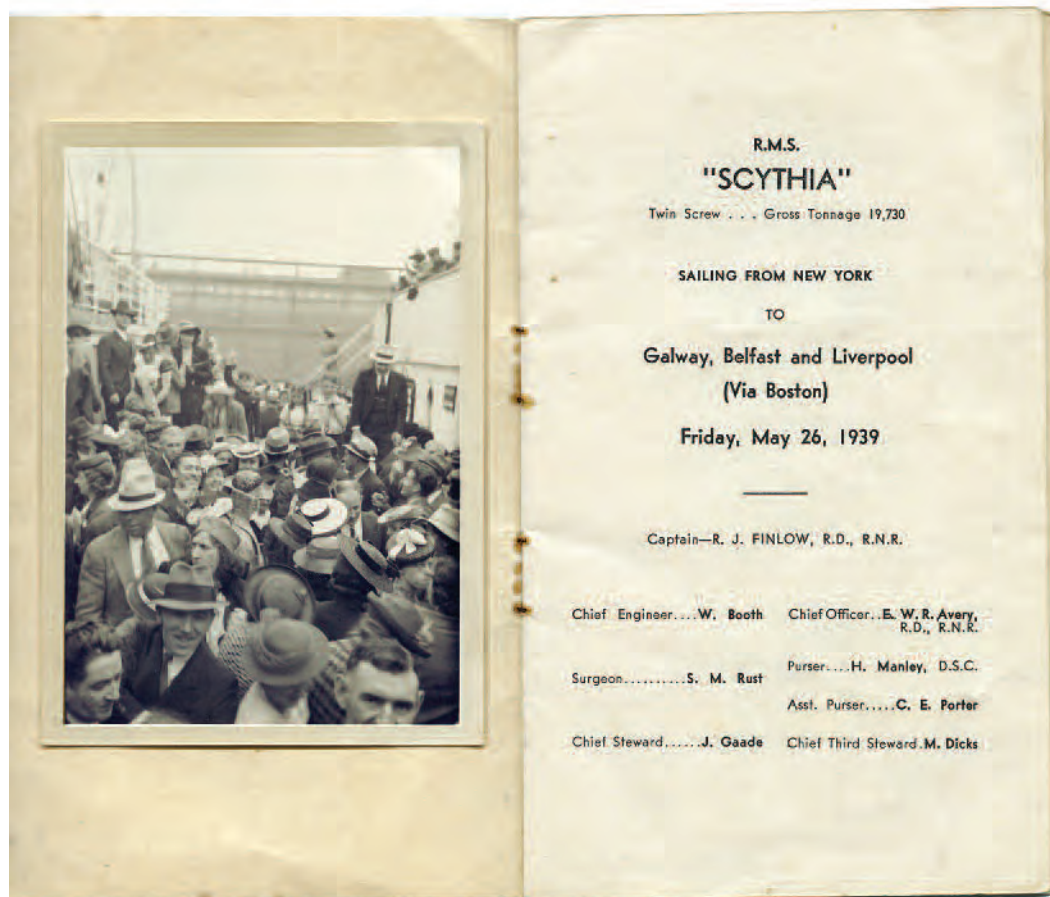 R.M.S.
"SCYTHIA"
Twin Screw . . . Gross Tonnage 19,730
SAILING FROM NEW YORK
TO
Galway, Belfast and Liverpool
(Via Boston)
Friday, May 26, 1939
Captain—R. J. FINLOW, R.D., R.N.R.
Chief Engineer....W. Booth
Chief Officer..E. W. R. Avery,
R.D., R.N.R.
Surgeon..........S. M. Rust
Purser....H. Manley, D.S.C.
Asst. Purser.....C. E. Porter
Chief Steward......J. Gaade
Chief Third Steward.M. Dicks